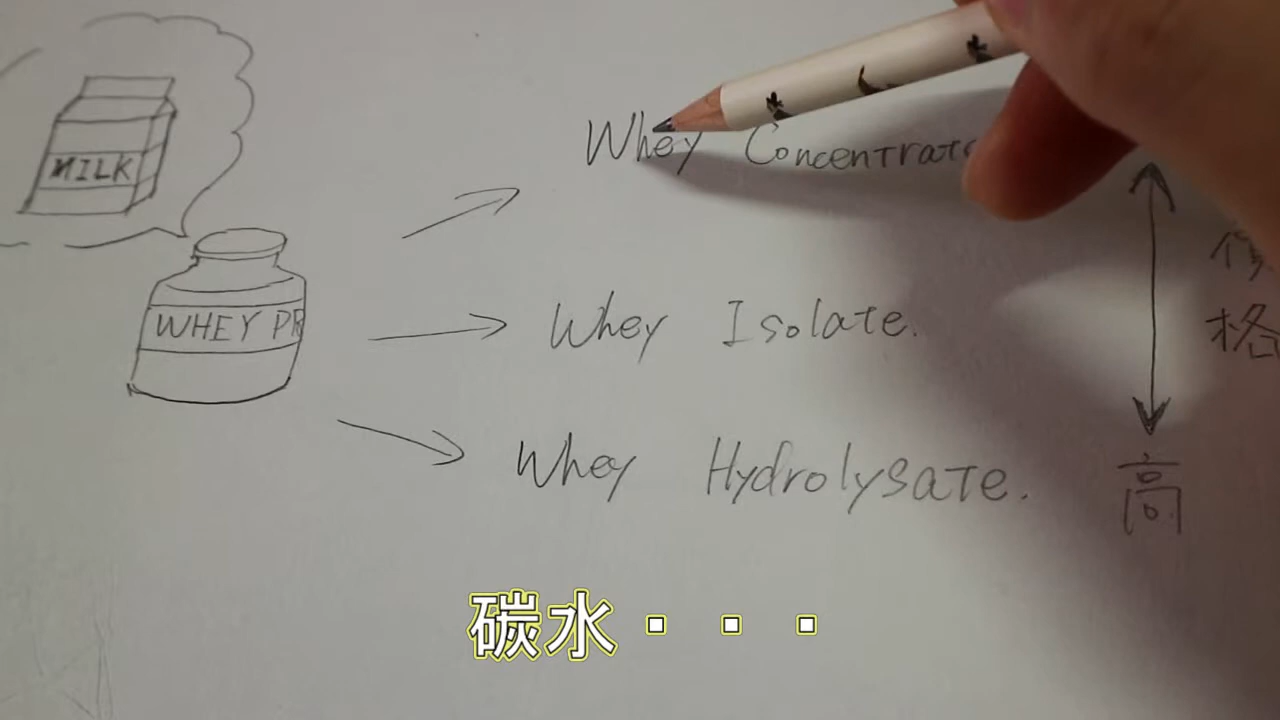 MILK
WHEY PR
Whey Concentrate
Whey Isolate.
Whey Hydrolysate.
格
高
碳水···